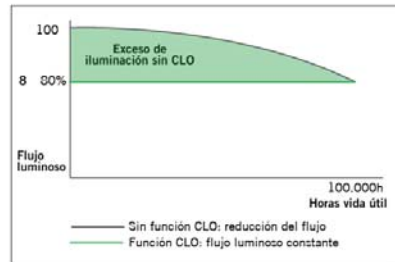 100
Exceso de
iluminación sin CLO
8 80%
Flujo
luminoso
100.000h
Horas vida útil
Sin función CLO: reducción del flujo
Función CLO: flujo luminoso constante